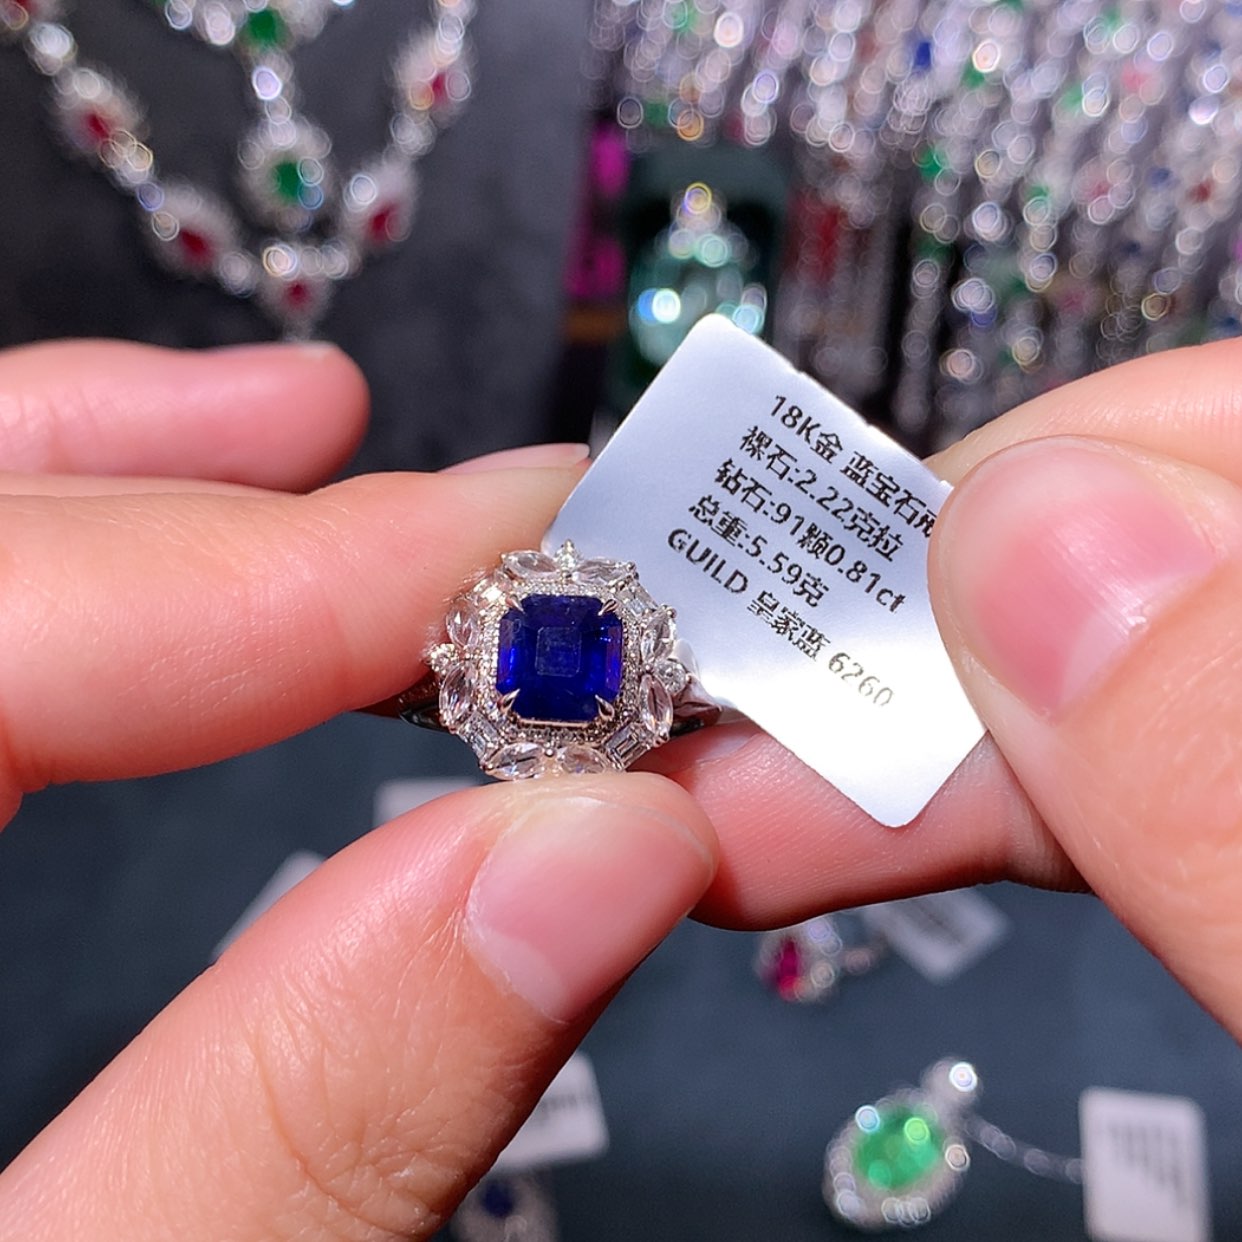 18K金 蓝宝石
裸石:2.22克拉
钻石:91颗0.81ct
总重:5.59克
GUILD 皇家蓝 6260